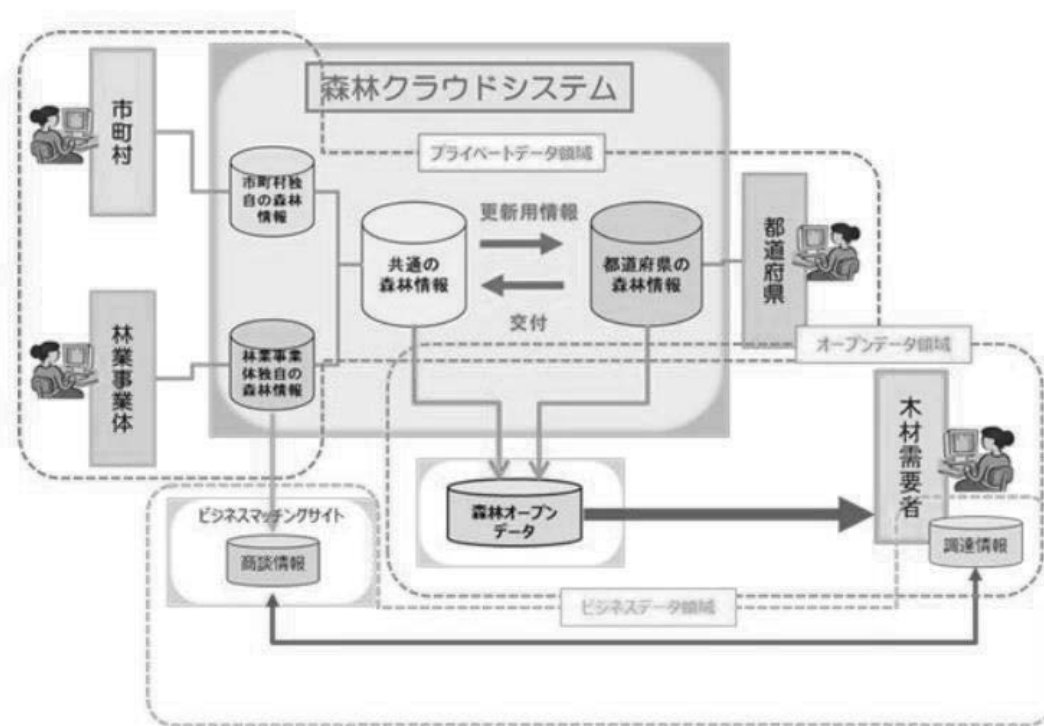 森林クラウドシステム
市町村
プライベートデータ領域
市町村独
自の森林
情報
更新用情報
共通の
森林情報
都道府県の
森林情報
都道府県
交付
林業事業体
林業事業
体独自の
森林情報
オープンデータ領域
木材需要者
ビジネスマッチングサイト
商談情報
森林オープン
データ
調達情報
ビジネスデータ領域